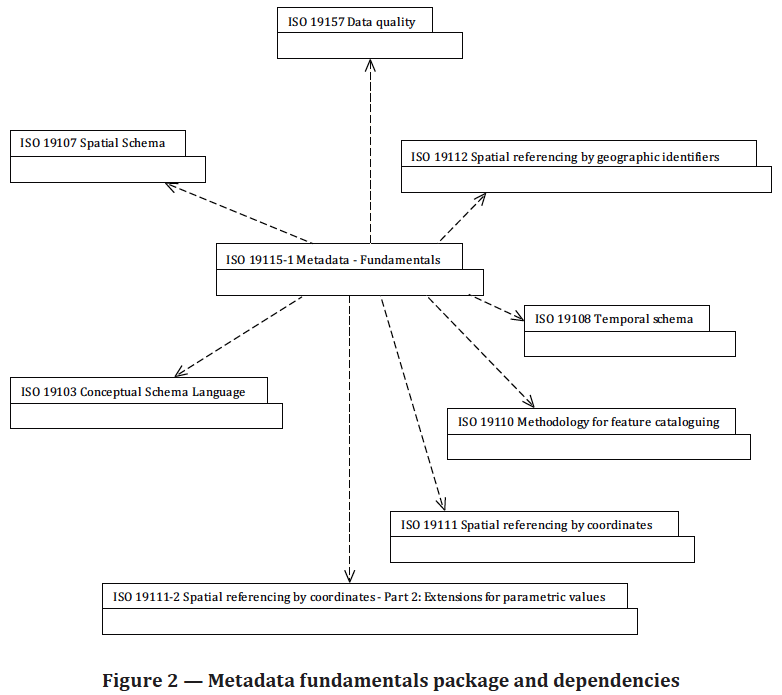 ISO 19157 Data quality
ISO 19107 Spatial Schema
ISO 19112 Spatial referencing by geographic identifiers
ISO 19115-1 Metadata - Fundamentals
ISO 19108 Temporal schema
ISO 19103 Conceptual Schema Language
ISO 19110 Methodology for feature cataloguing
ISO 19111 Spatial referencing by coordinates
ISO 19111-2 Spatial referencing by coordinates - Part 2: Extensions for parametric values
Figure 2 — Metadata fundamentals package and dependencies